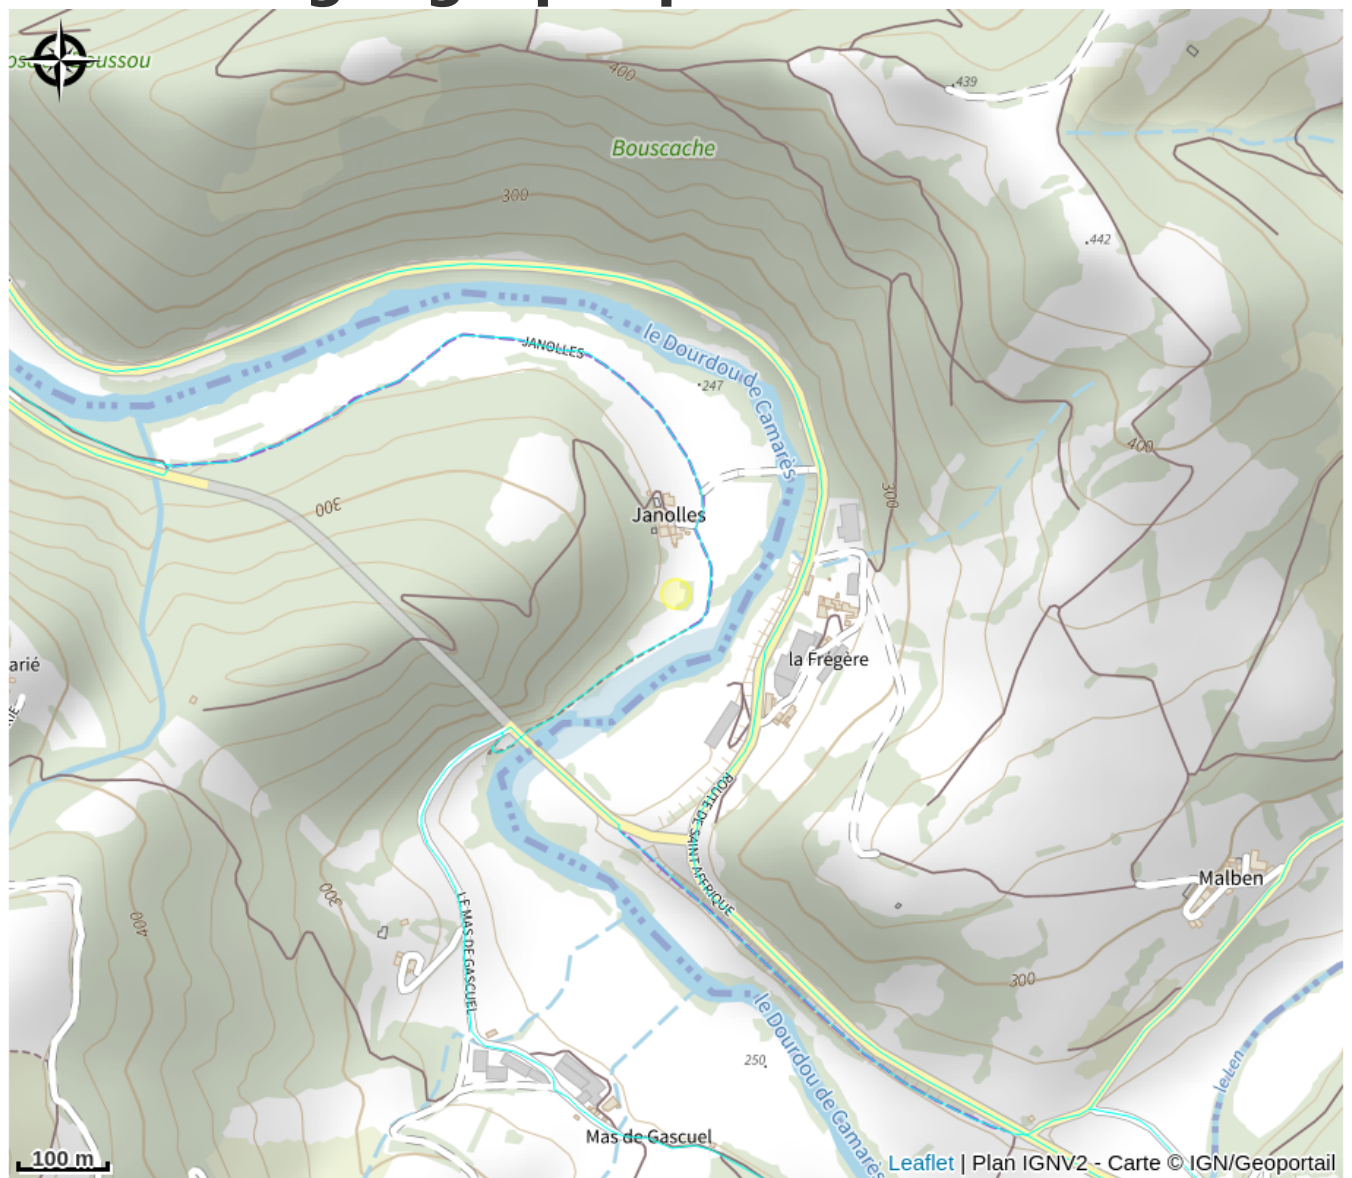 400
439
Bouscache
300
442
JANOLLES
le Dourdou de Camarès
247
400
300
300
Janolles
la Frégère
arié
ROUTE DE SAINT AFFRIQUE
Malben
300
400
LE MAS DE GASCUEL
300
le Dourdou de Camarès
250
le Len
Mas de Gascuel
100 m
Leaflet | Plan IGNV2 - Carte © IGN/Geoportail